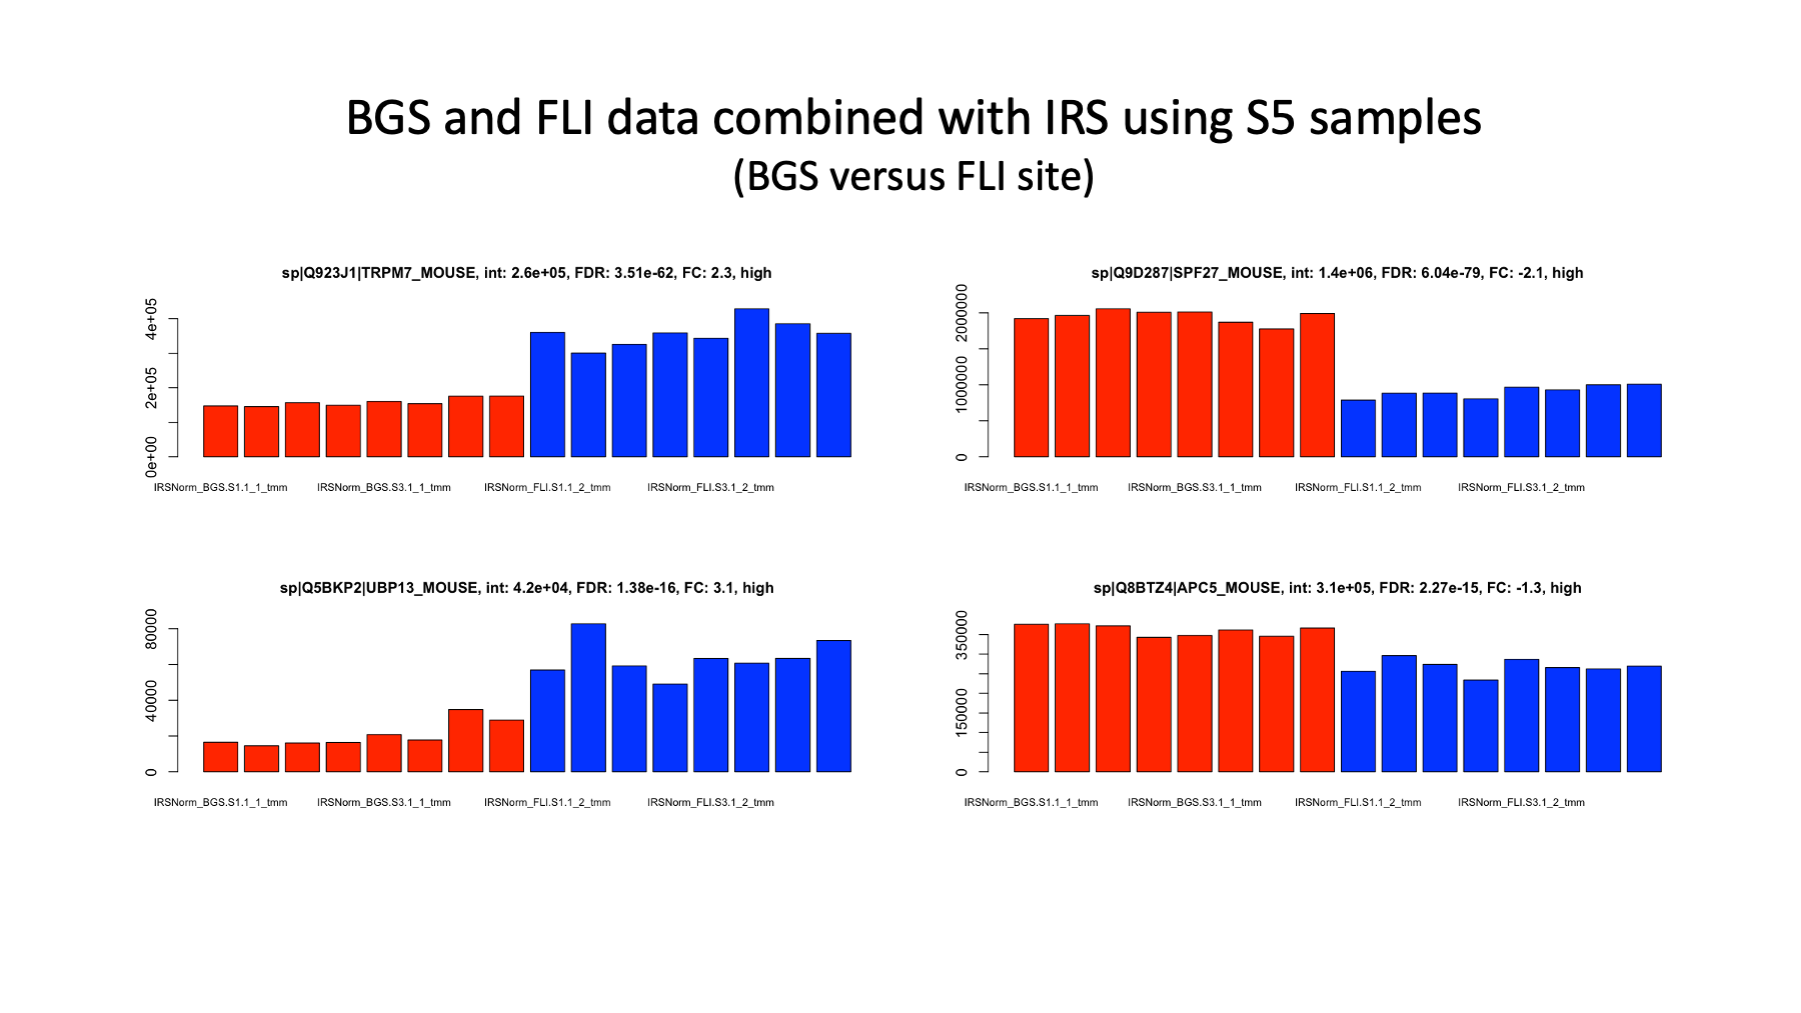 BGS and FLI data combined with IRS using S5 samples
(BGS versus FLI site)
sp|Q923J1|TRPM7_MOUSE, int: 2.6e+05, FDR: 3.51e-62, FC: 2.3, high
4e+05
2e+05
0e+00
IRSNorm_BGS.S1.1_1_tmm IRSNorm_BGS.S3.1_1_tmm IRSNorm_FLI.S1.1_2_tmm IRSNorm_FLI.S3.1_2_tmm
sp|Q9D287|SPF27_MOUSE, int: 1.4e+06, FDR: 6.04e-79, FC: -2.1, high
2000000
1000000
0
IRSNorm_BGS.S1.1_1_tmm IRSNorm_BGS.S3.1_1_tmm IRSNorm_FLI.S1.1_2_tmm IRSNorm_FLI.S3.1_2_tmm
sp|Q5BKP2|UBP13_MOUSE, int: 4.2e+04, FDR: 1.38e-16, FC: 3.1, high
80000
40000
0
IRSNorm_BGS.S1.1_1_tmm IRSNorm_BGS.S3.1_1_tmm IRSNorm_FLI.S1.1_2_tmm IRSNorm_FLI.S3.1_2_tmm
sp|Q8BTZ4|APC5_MOUSE, int: 3.1e+05, FDR: 2.27e-15, FC: -1.3, high
350000
150000
0
IRSNorm_BGS.S1.1_1_tmm IRSNorm_BGS.S3.1_1_tmm IRSNorm_FLI.S1.1_2_tmm IRSNorm_FLI.S3.1_2_tmm